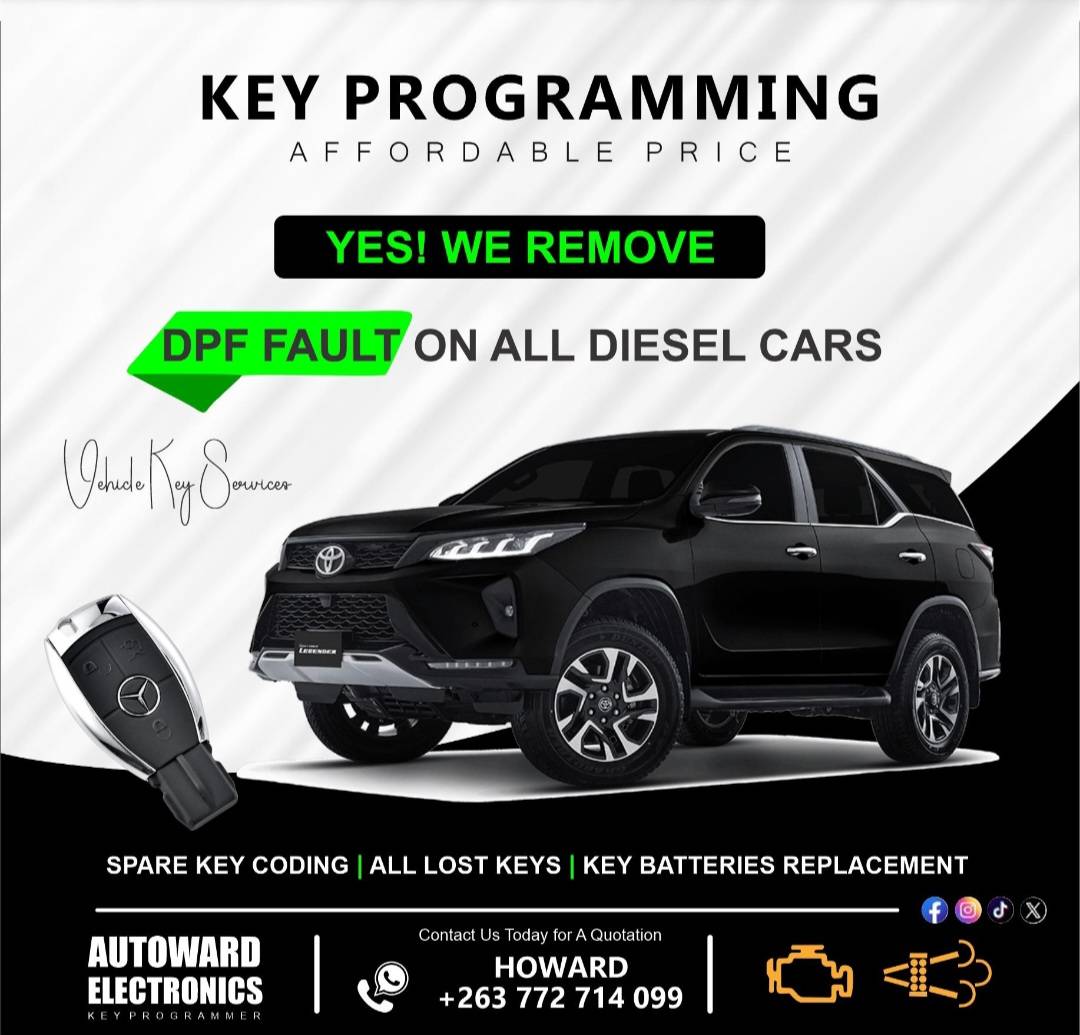 KEY PROGRAMMING
AFFORDABLE PRICE
YES! WE REMOVE
DPF FAULT ON ALL DIESEL CARS
Vehicle Key Services
LEGENDER
SPARE KEY CODING | ALL LOST KEYS | KEY BATTERIES REPLACEMENT
AUTOWARD
ELECTRONICS
KEY PROGRAMMER
Contact Us Today for A Quotation
HOWARD
+263 772 714 099